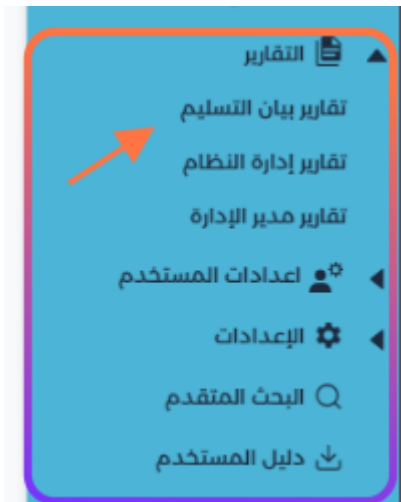 التقارير
تقارير بيان التسليم
تقارير إدارة النظام
تقارير مدير الإدارة
اعدادات المستخدم
الإعدادات
البحث المتقدم
دليل المستخدم